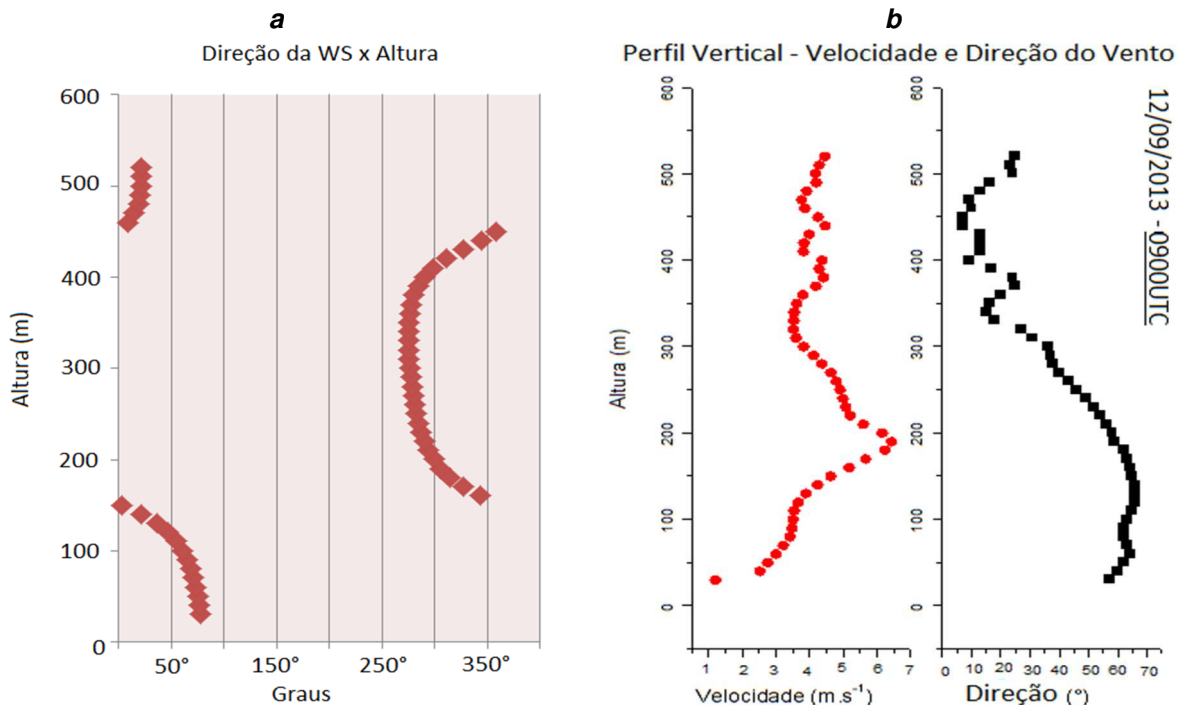 a
Direção da WS x Altura
600
500
400
300
200
100
0
Altura (m)
50° 150° 250° 350°
Graus
b
Perfil Vertical - Velocidade e Direção do Vento
600
500
400
300
200
100
0
Altura (m)
1 2 3 4 5 6 7
Velocidade (m.s⁻¹)
600
500
400
300
200
100
0
0 10 20 30 40 50 60 70
Direção (°)
12/09/2013 - 0900UTC